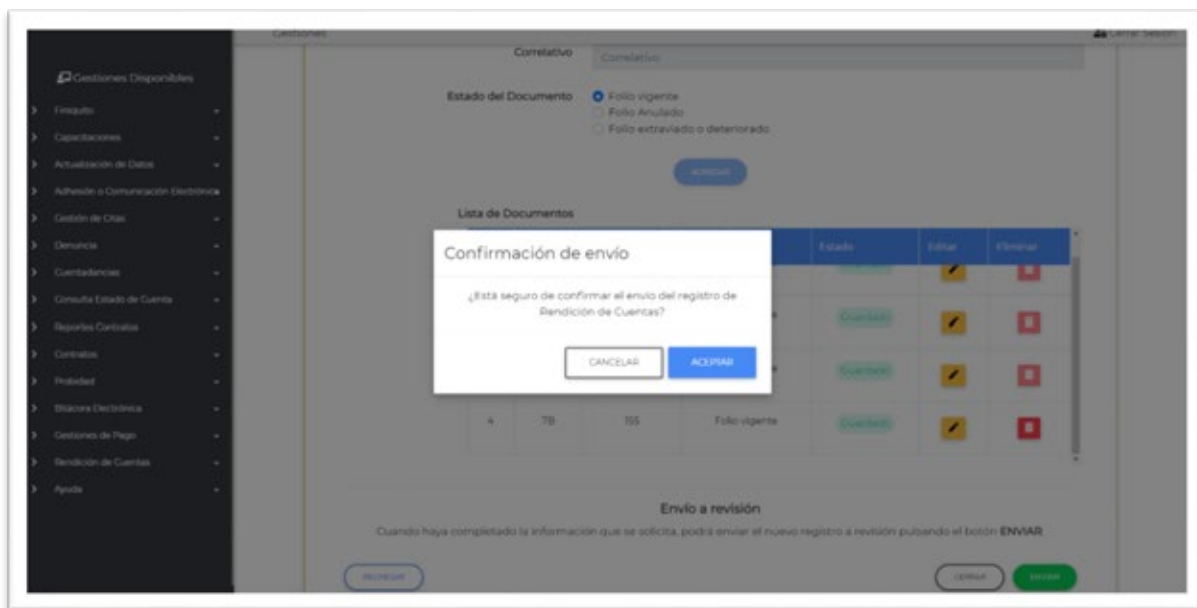 Gestiones
Cerrar Sesión
Gestiones Disponibles
Finiquito
Capacitaciones
Actualización de Datos
Adhesión a Comunicación Electrónica
Gestión de Citas
Denuncia
Cuentadancias
Consulta Estado de Cuenta
Reportes Contratos
Contratos
Probidad
Bitácora Electrónica
Gestiones de Pago
Rendición de Cuentas
Ayuda
Correlativo
Correlativo
Estado del Documento
Folio vigente
Folio Anulado
Folio extraviado o deteriorado
AGREGAR
Lista de Documentos
Estado Editar Eliminar
Guardado
Guardado
Guardado
4 7B 155 Folio vigente Guardado
Confirmación de envío
¿Está seguro de confirmar el envío del registro de
Rendición de Cuentas?
CANCELAR ACEPTAR
Envío a revisión
Cuando haya completado la información que se solicita, podrá enviar el nuevo registro a revisión pulsando el botón ENVIAR
REGRESAR CERRAR ENVIAR